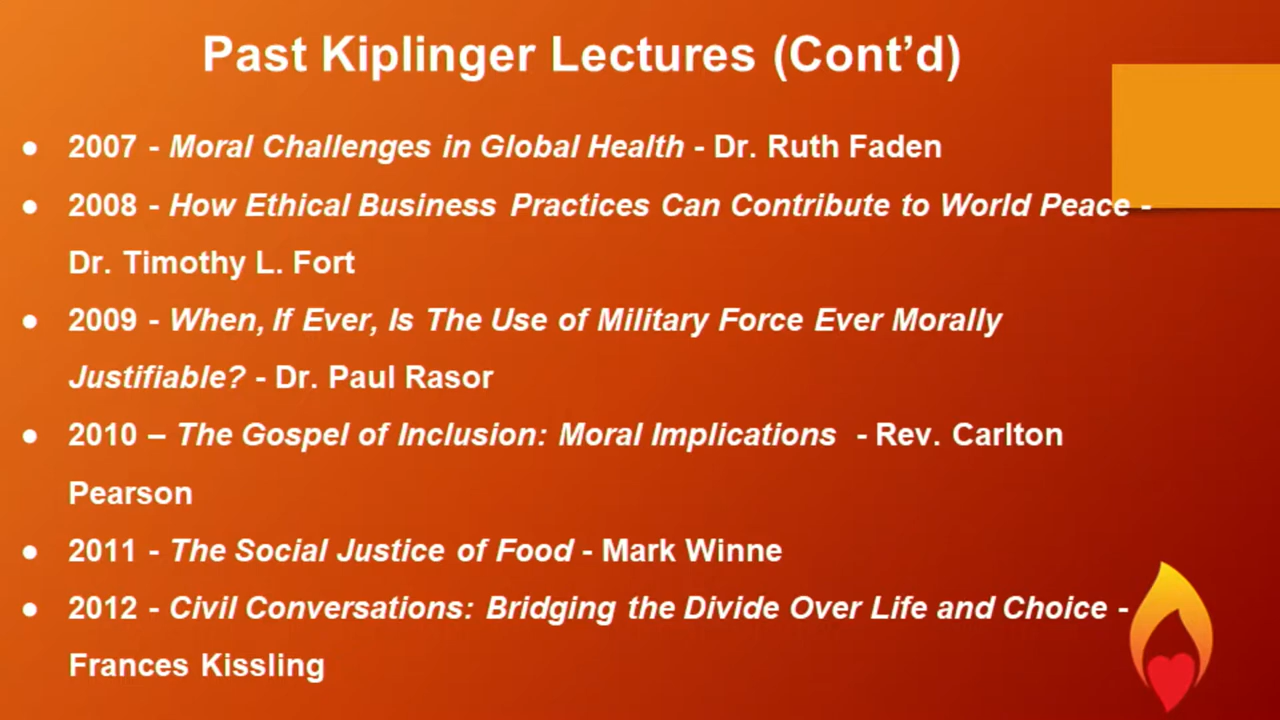 Past Kiplinger Lectures (Cont’d)
● 2007 - Moral Challenges in Global Health - Dr. Ruth Faden
● 2008 - How Ethical Business Practices Can Contribute to World Peace -
Dr. Timothy L. Fort
● 2009 - When, If Ever, Is The Use of Military Force Ever Morally
Justifiable? - Dr. Paul Rasor
● 2010 – The Gospel of Inclusion: Moral Implications - Rev. Carlton
Pearson
● 2011 - The Social Justice of Food - Mark Winne
● 2012 - Civil Conversations: Bridging the Divide Over Life and Choice -
Frances Kissling